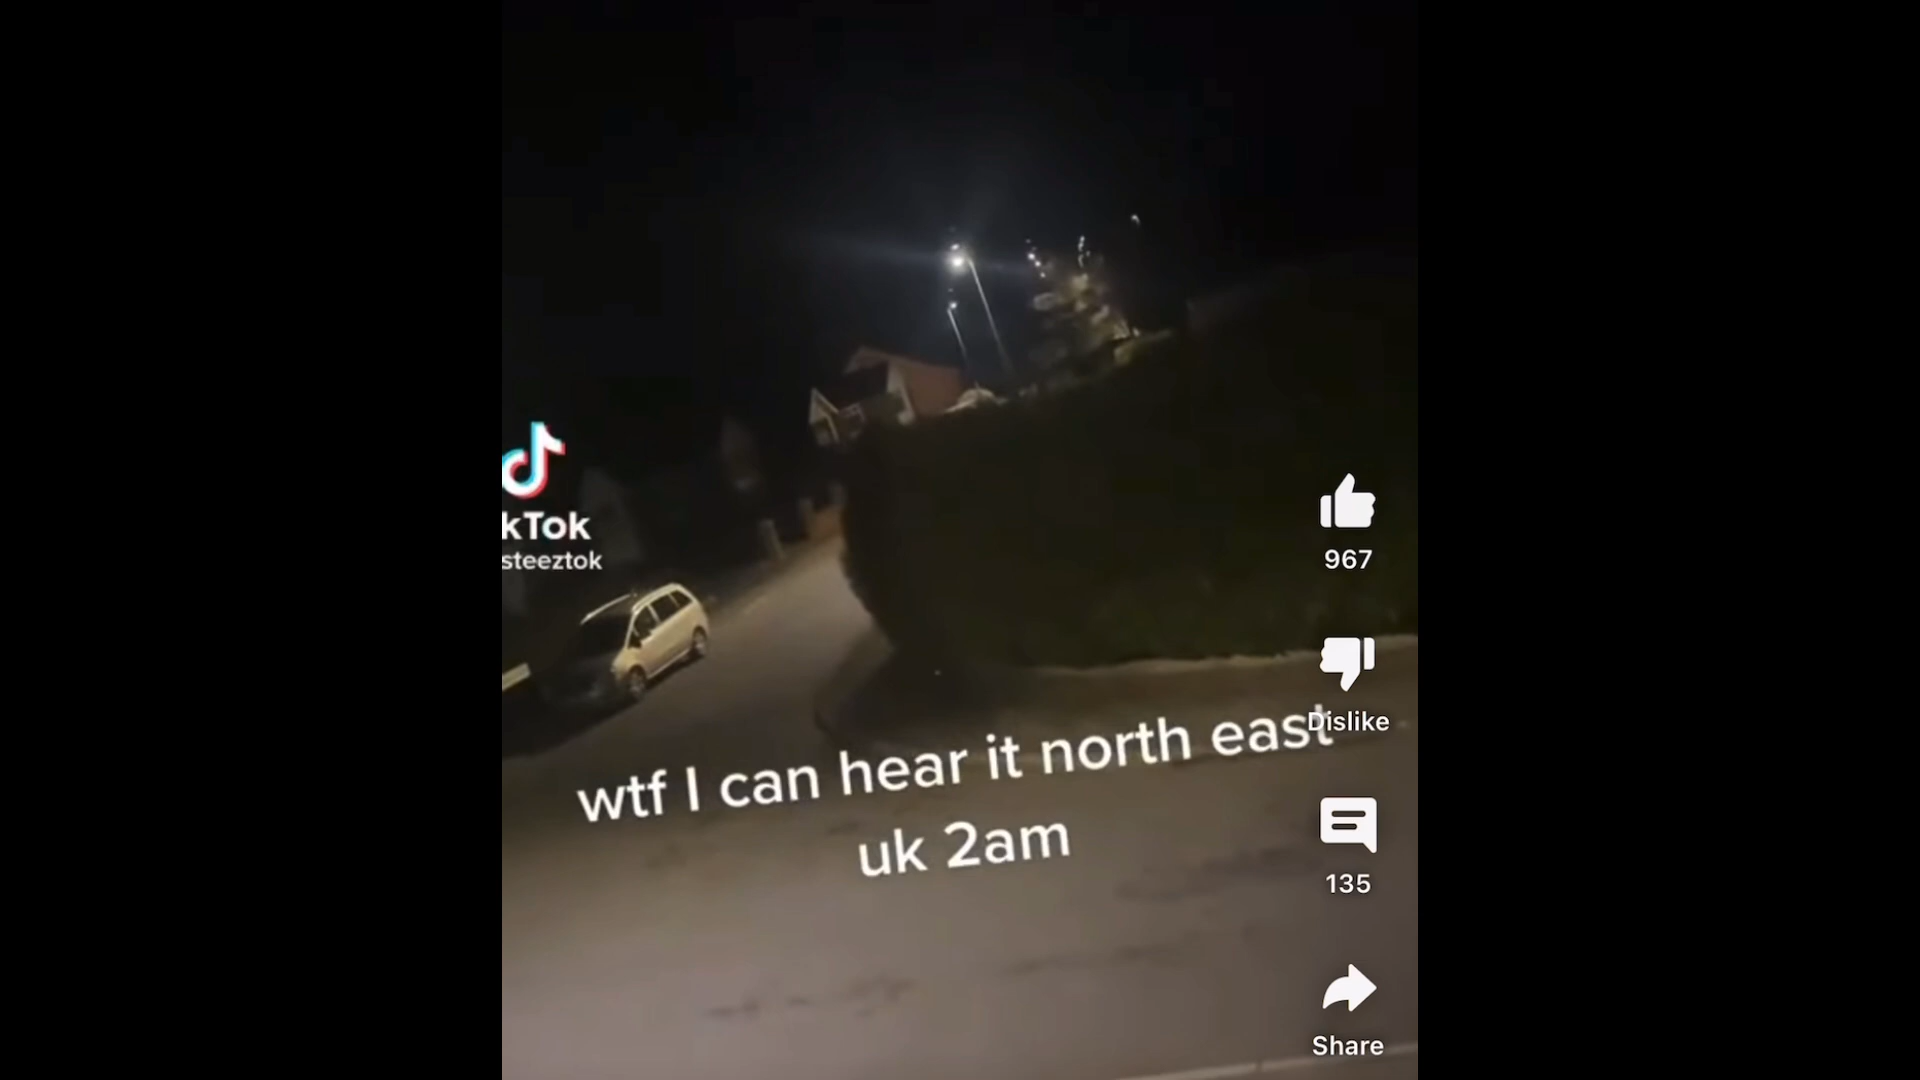 kTok
steeztok
967
Dislike
wtf I can hear it north east
uk 2am
135
Share